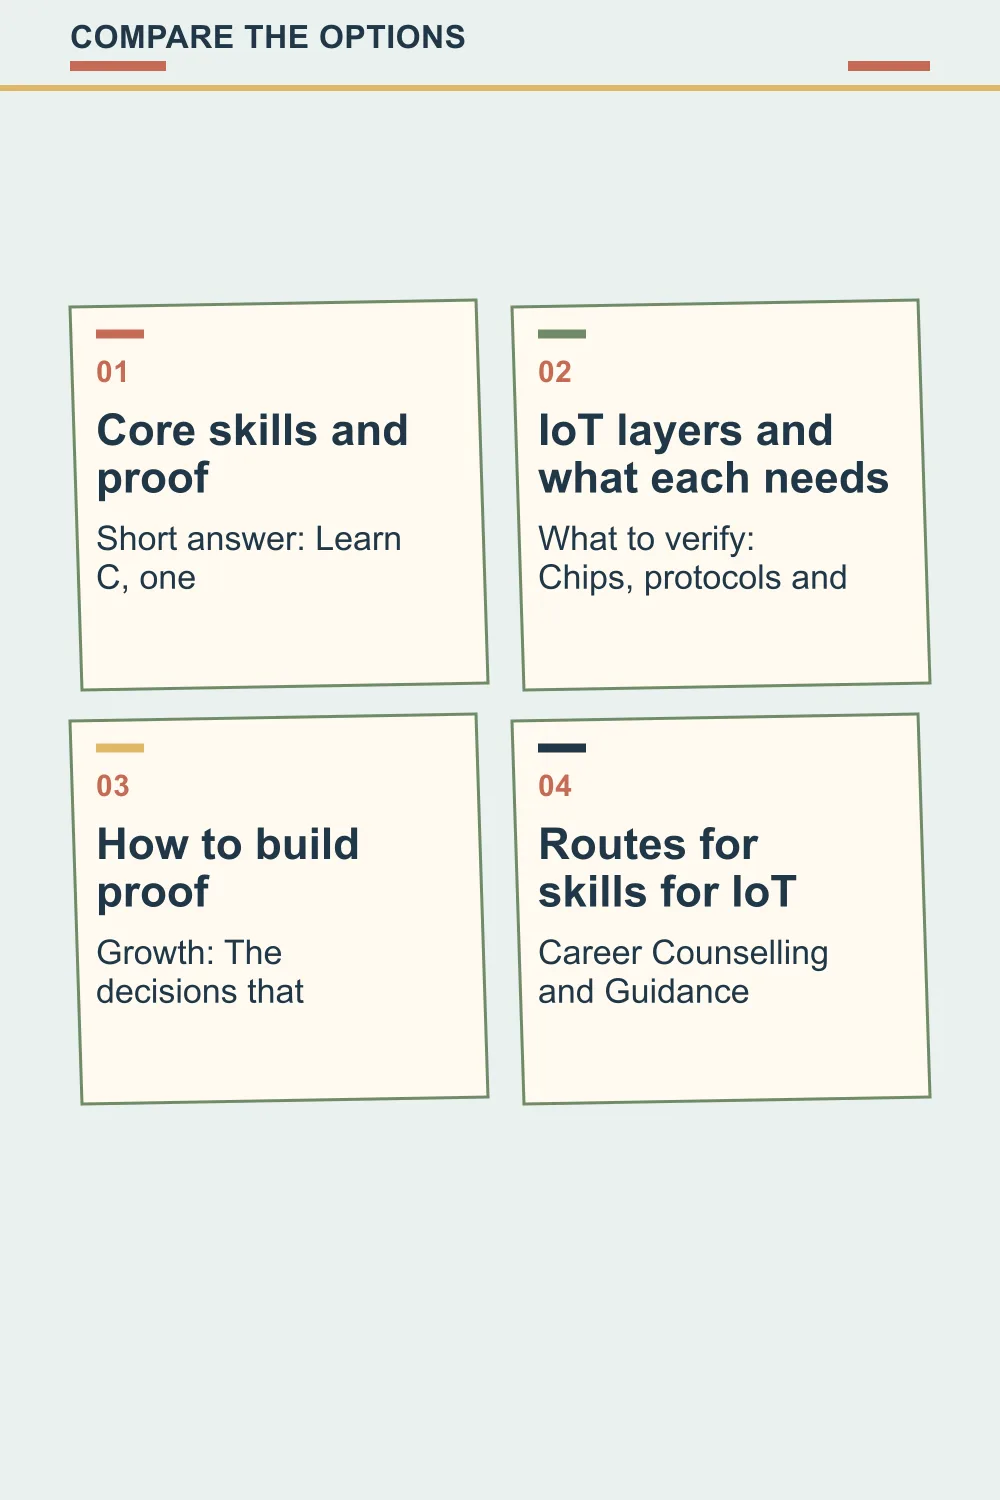 COMPARE THE OPTIONS
01
Core skills and
proof
Short answer: Learn
C, one
02
IoT layers and
what each needs
What to verify:
Chips, protocols and
03
How to build
proof
Growth: The
decisions that
04
Routes for
skills for IoT
Career Counselling
and Guidance